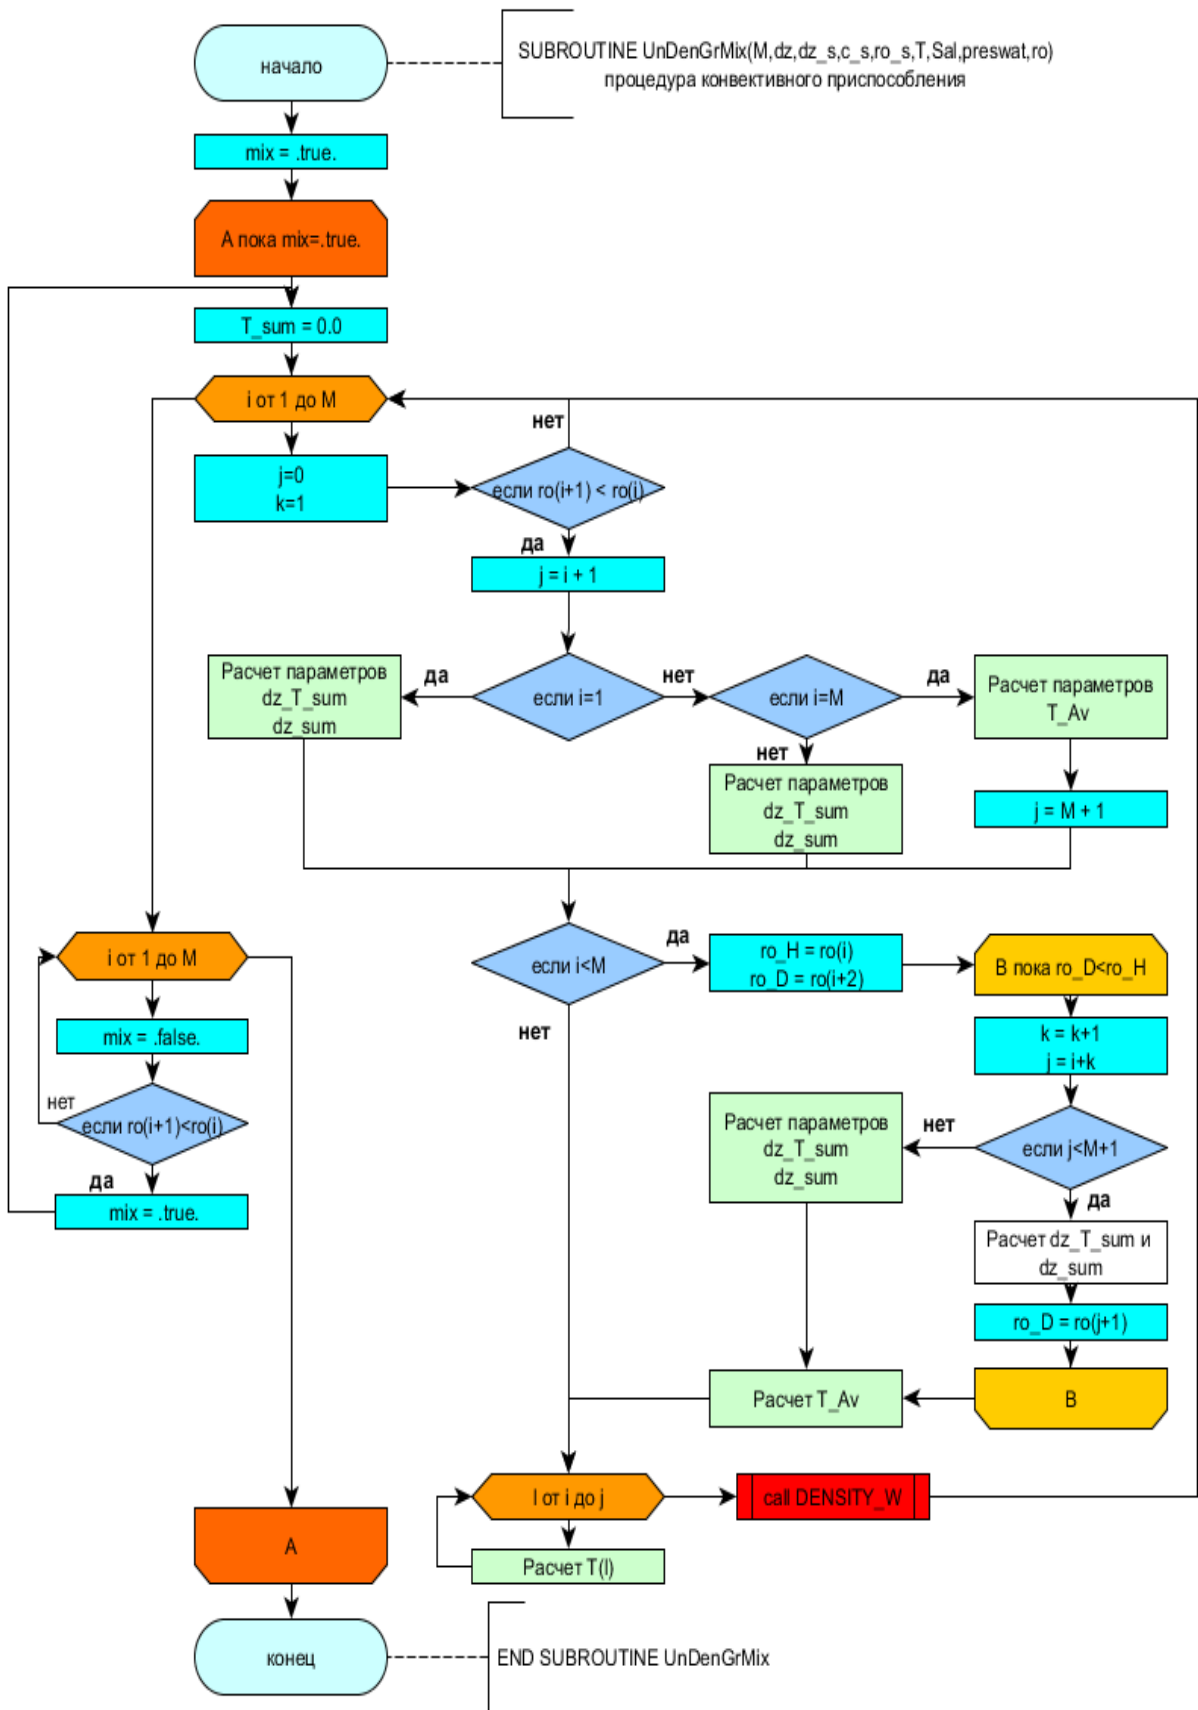 начало
SUBROUTINE UnDenGrMix(M,dz,dz_s,c_s,ro_s,T,Sal,preswat,ro)
процедура конвективного приспособления
mix = .true.
А пока mix=.true.
T_sum = 0.0
i от 1 до M
нет
j=0
k=1
если ro(i+1) < ro(i)
да
j = i + 1
Расчет параметров
dz_T_sum
dz_sum
да
если i=1
нет
если i=M
да
Расчет параметров
T_Av
нет
Расчет параметров
dz_T_sum
dz_sum
j = M + 1
i от 1 до M
если i<M
да
ro_H = ro(i)
ro_D = ro(i+2)
В пока ro_D<ro_H
mix = .false.
нет
k = k+1
j = i+k
нет
если ro(i+1)<ro(i)
Расчет параметров
dz_T_sum
dz_sum
нет
если j<M+1
да
mix = .true.
да
Расчет dz_T_sum и
dz_sum
ro_D = ro(j+1)
Расчет T_Av
В
l от i до j
call DENSITY_W
А
Расчет T(l)
конец
END SUBROUTINE UnDenGrMix